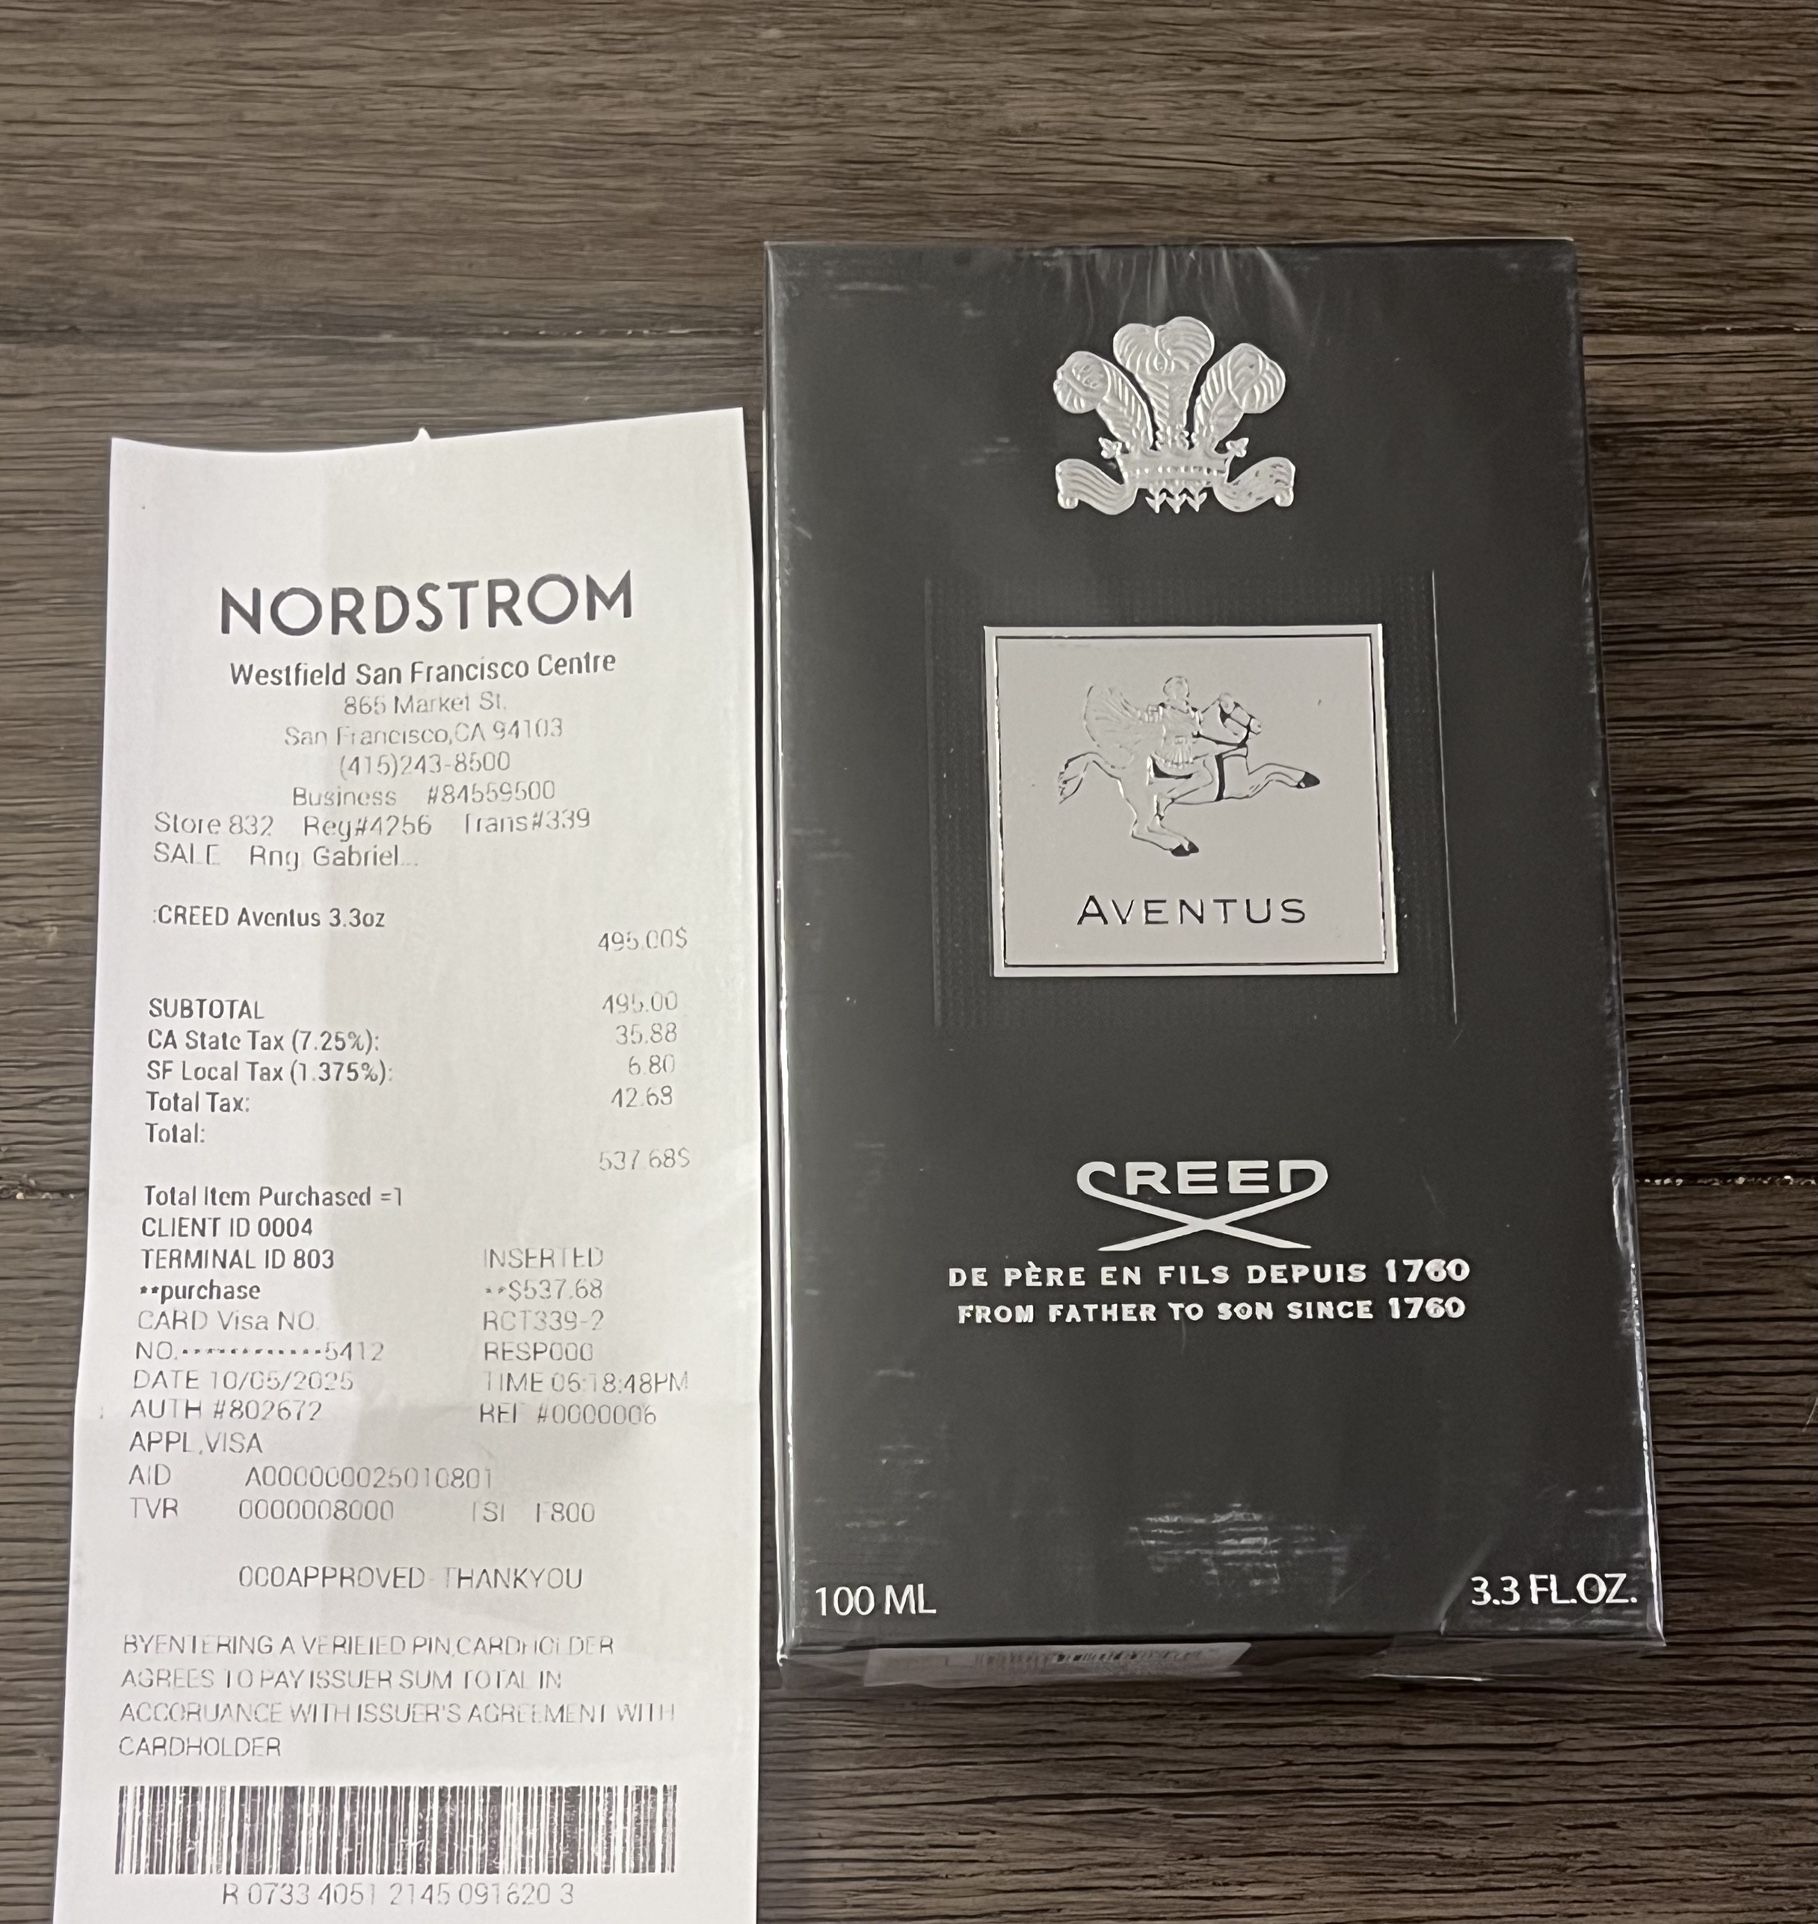 NORDSTROM
Westfield San Francisco Centre
865 Market St,
San Francisco,CA 94103
(415)243-8500
Business #84559500
Store 832 Reg#4256 Trans#339
SALE Rng Gabriel...
:CREED Aventus 3.3oz
495.00$
SUBTOTAL 495.00
CA State Tax (7.25%): 35.88
SF Local Tax (1.375%): 6.80
Total Tax: 42.68
Total:
537.68$
Total Item Purchased =1
CLIENT ID 0004
TERMINAL ID 803 INSERTED
**purchase **$537.68
CARD Visa NO. RCT339-2
NO.************5412 RESP000
DATE 10/05/2025 TIME 06:18:48PM
AUTH #802672 REF #0000006
APPL,VISA
AID A000000025010801
TVR 0000008000 TSI F800
000APPROVED-THANKYOU
BYENTERING A VERIEIED PIN,CARDHOLDER
AGREES TO PAY ISSUER SUM TOTAL IN
ACCORUANCE WITH ISSUER'S AGREEMENT WITH
CARDHOLDER
R 0733 4051 2145 091620 3
AVENTUS
CREED
DE PÈRE EN FILS DEPUIS 1760
FROM FATHER TO SON SINCE 1760
100 ML
3.3 FL.OZ.